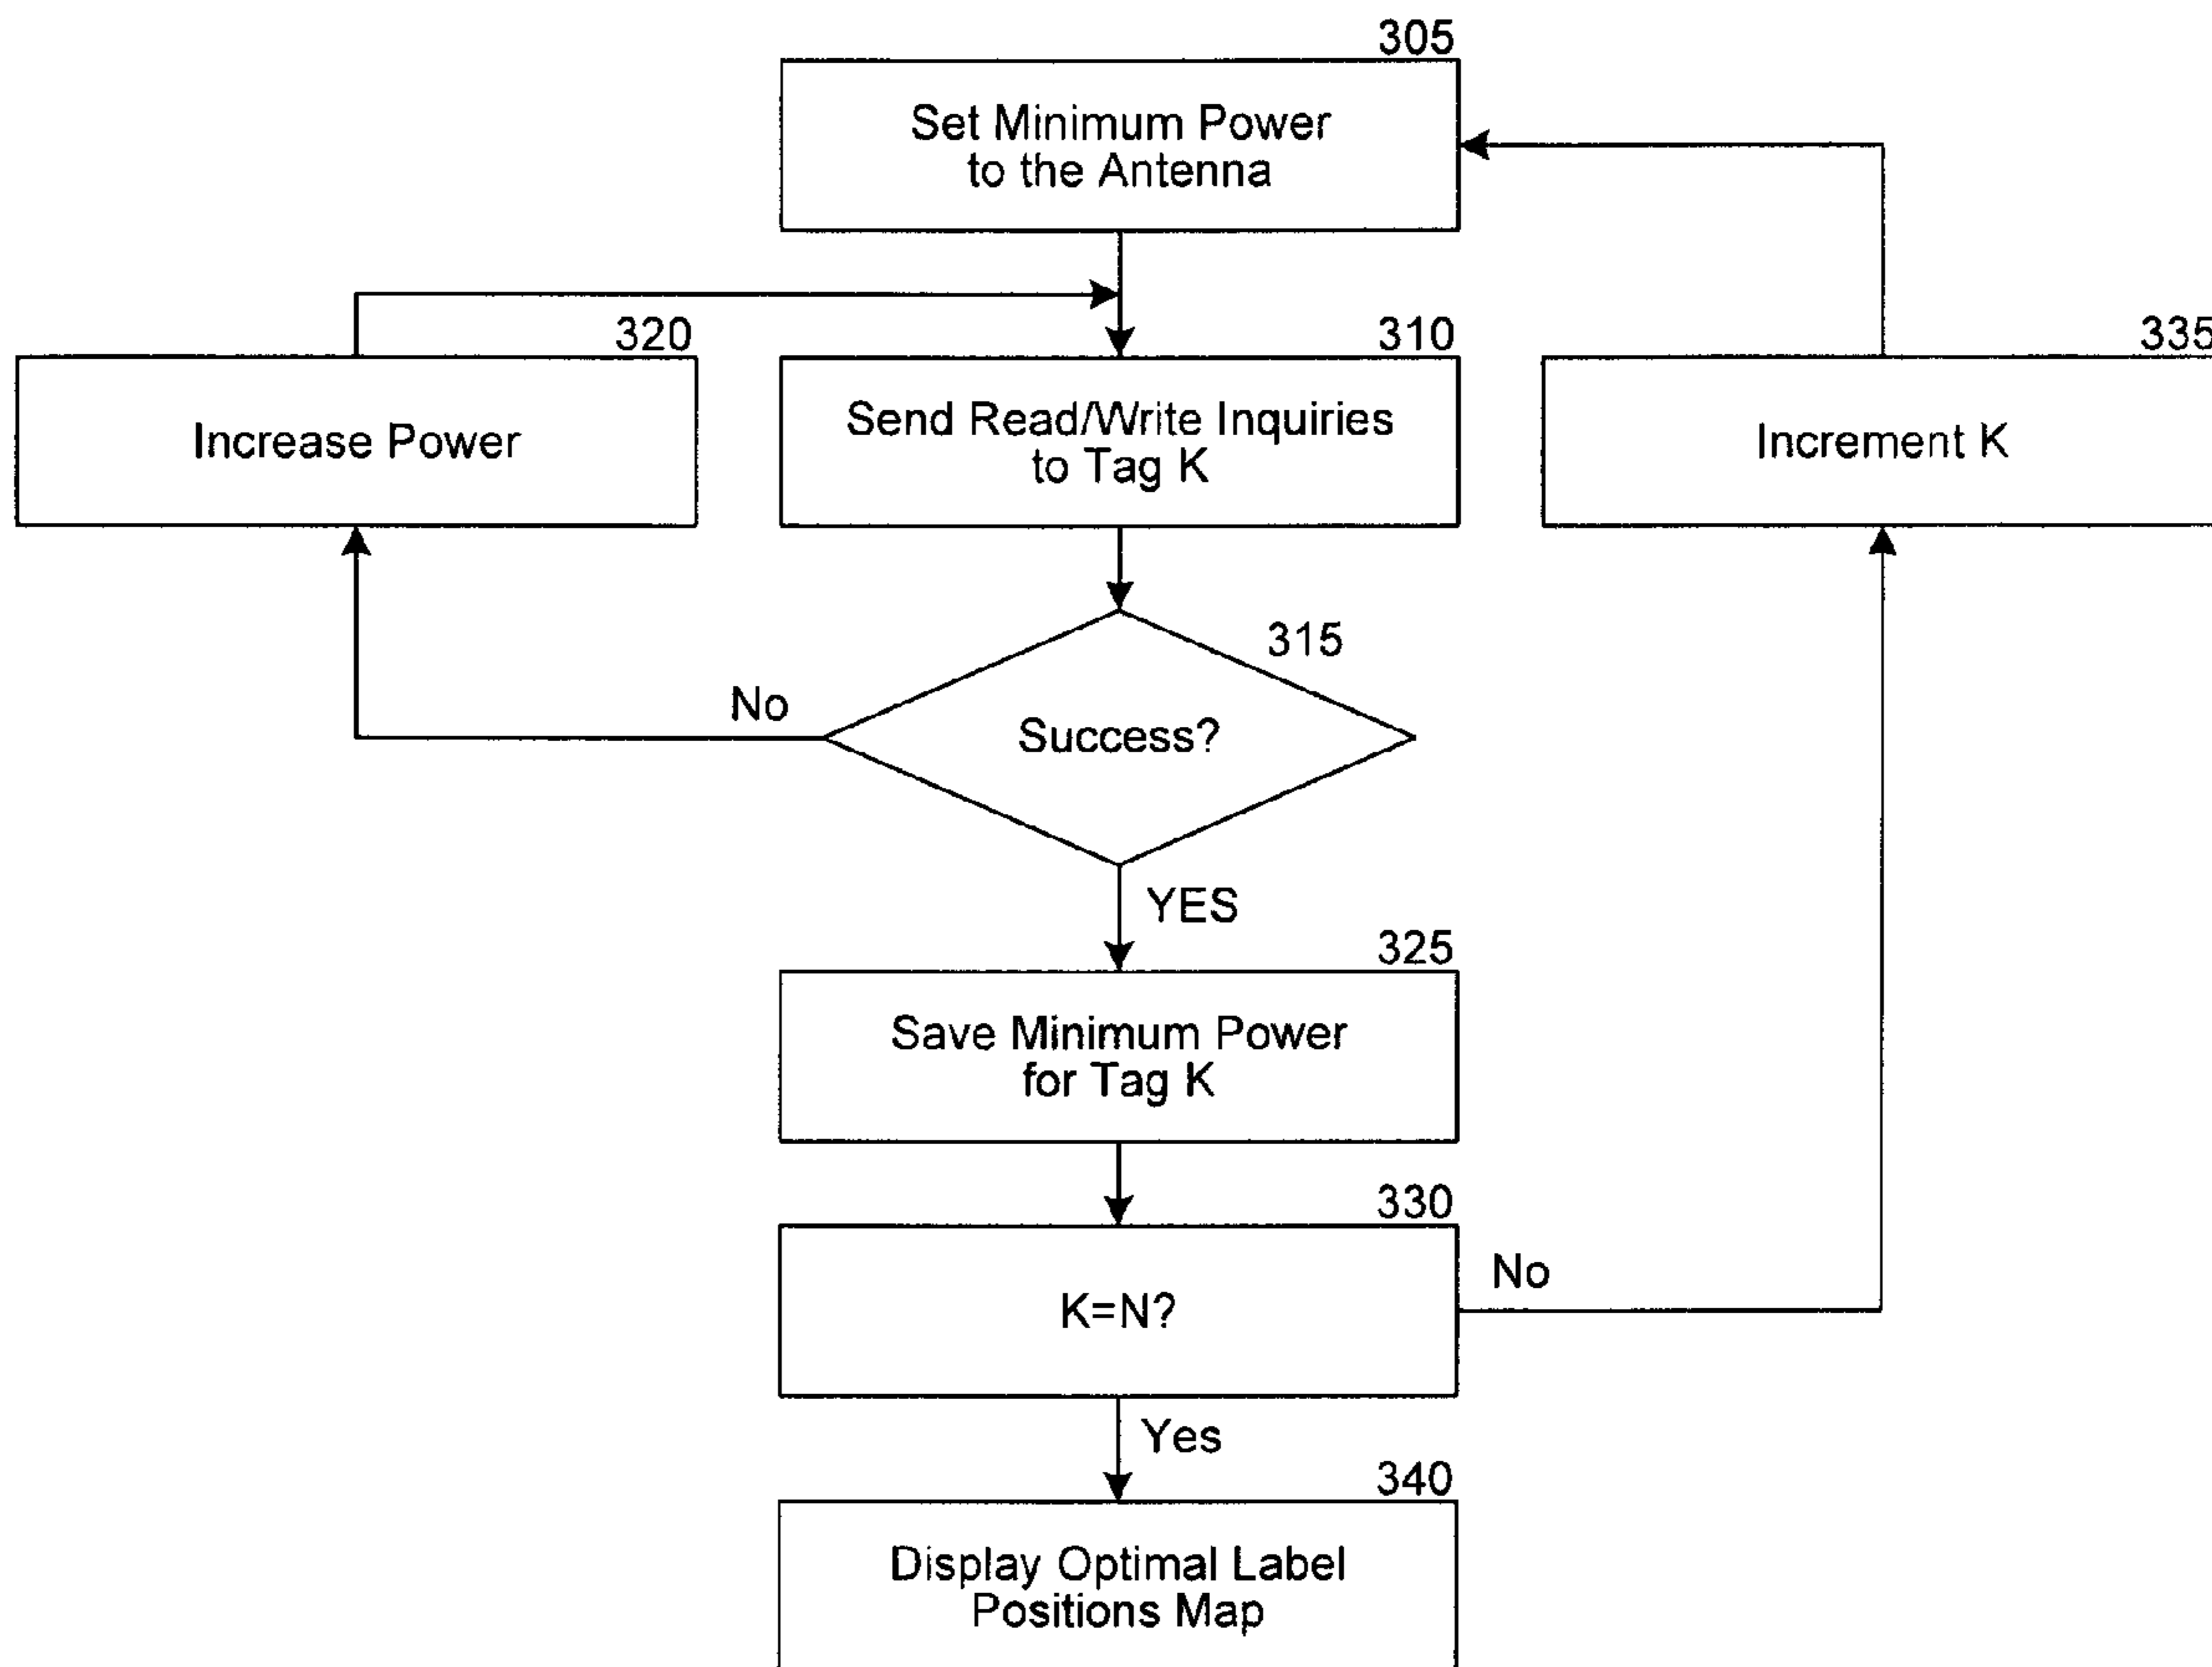 305
Set Minimum Power
to the Antenna
320
310
335
Increase Power
Send Read/Write Inquiries
to Tag K
Increment K
315
No
Success?
YES
325
Save Minimum Power
for Tag K
330
No
K=N?
Yes
340
Display Optimal Label
Positions Map